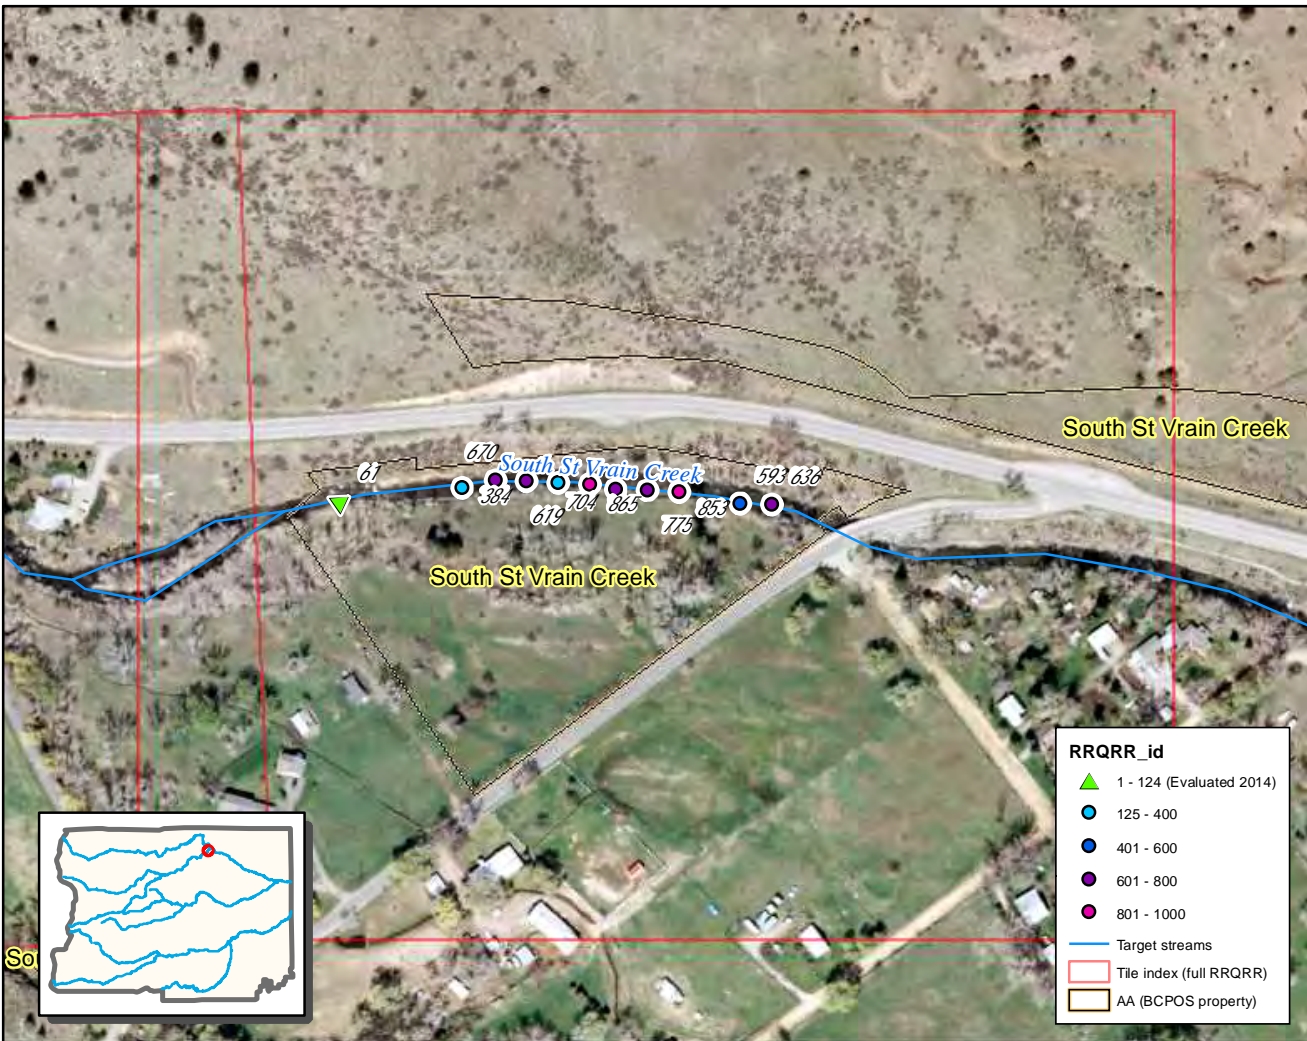 South St Vrain Creek
670
South St Vrain Creek
61
593 636
384
704
865
853
619
775
South St Vrain Creek
RRQRR_id
1 - 124 (Evaluated 2014)
125 - 400
401 - 600
601 - 800
801 - 1000
Target streams
Tile index (full RRQRR)
AA (BCPOS property)
So